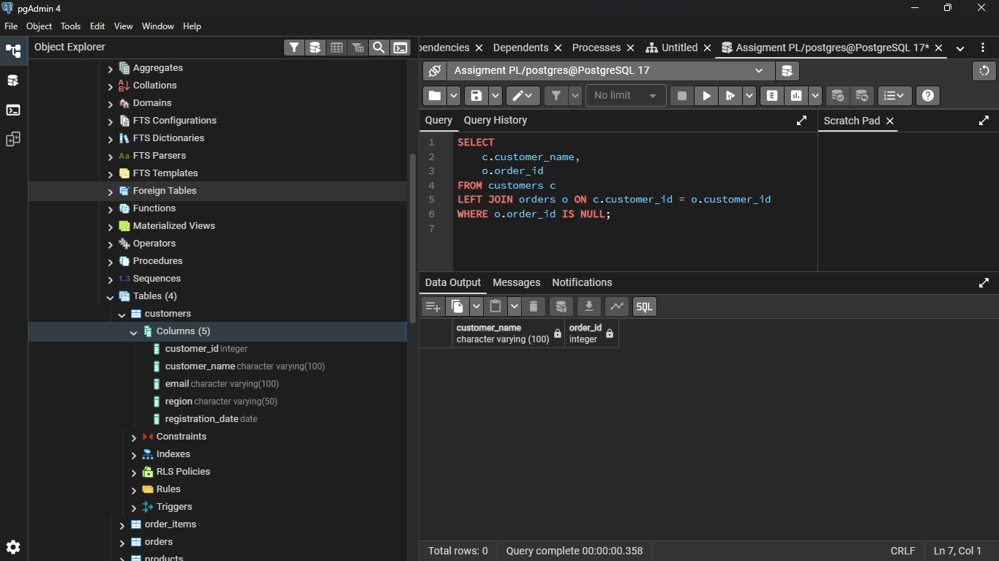 pgAdmin 4
File Object Tools Edit View Window Help
Object Explorer
Aggregates
Collations
Domains
FTS Configurations
FTS Dictionaries
Aa FTS Parsers
FTS Templates
Foreign Tables
Functions
Materialized Views
Operators
Procedures
1..3 Sequences
Tables (4)
customers
Columns (5)
customer_id integer
customer_name character varying(100)
email character varying(100)
region character varying(50)
registration_date date
Constraints
Indexes
RLS Policies
Rules
Triggers
order_items
orders
products
pendencies Dependents Processes Untitled Assigment PL/postgres@PostgreSQL 17*
Assigment PL/postgres@PostgreSQL 17
No limit E
Query Query History
Scratch Pad
1 SELECT
2 c.customer_name,
3 o.order_id
4 FROM customers c
5 LEFT JOIN orders o ON c.customer_id = o.customer_id
6 WHERE o.order_id IS NULL;
7
Data Output Messages Notifications
SQL
customer_name order_id
character varying (100) integer
Total rows: 0 Query complete 00:00:00.358 CRLF Ln 7, Col 1